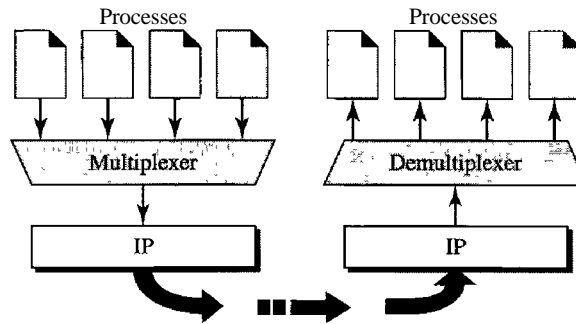 Processes
Processes
Multiplexer
Demultiplexer
IP
IP